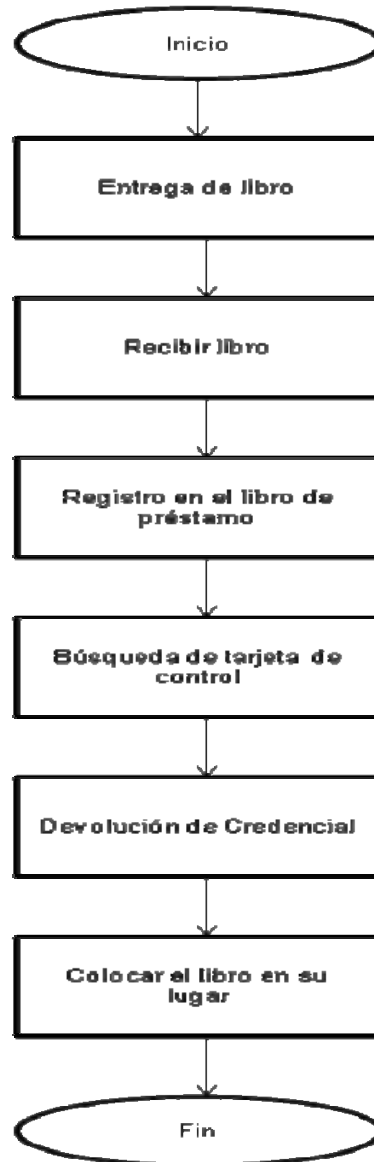 Inicio
Entrega de libro
Recibir libro
Registro en el libro de
préstamo
Búsqueda de tarjeta de
control
Devolución de Credencial
Colocar el libro en su
lugar
Fin